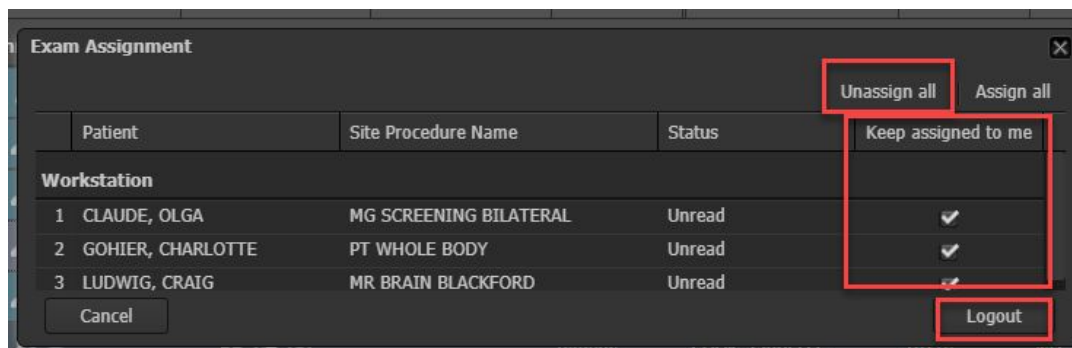 Exam Assignment
Unassign all Assign all
Patient Site Procedure Name Status Keep assigned to me
Workstation
1 CLAUDE, OLGA MG SCREENING BILATERAL Unread
2 GOHIER, CHARLOTTE PT WHOLE BODY Unread
3 LUDWIG, CRAIG MR BRAIN BLACKFORD Unread
Cancel Logout